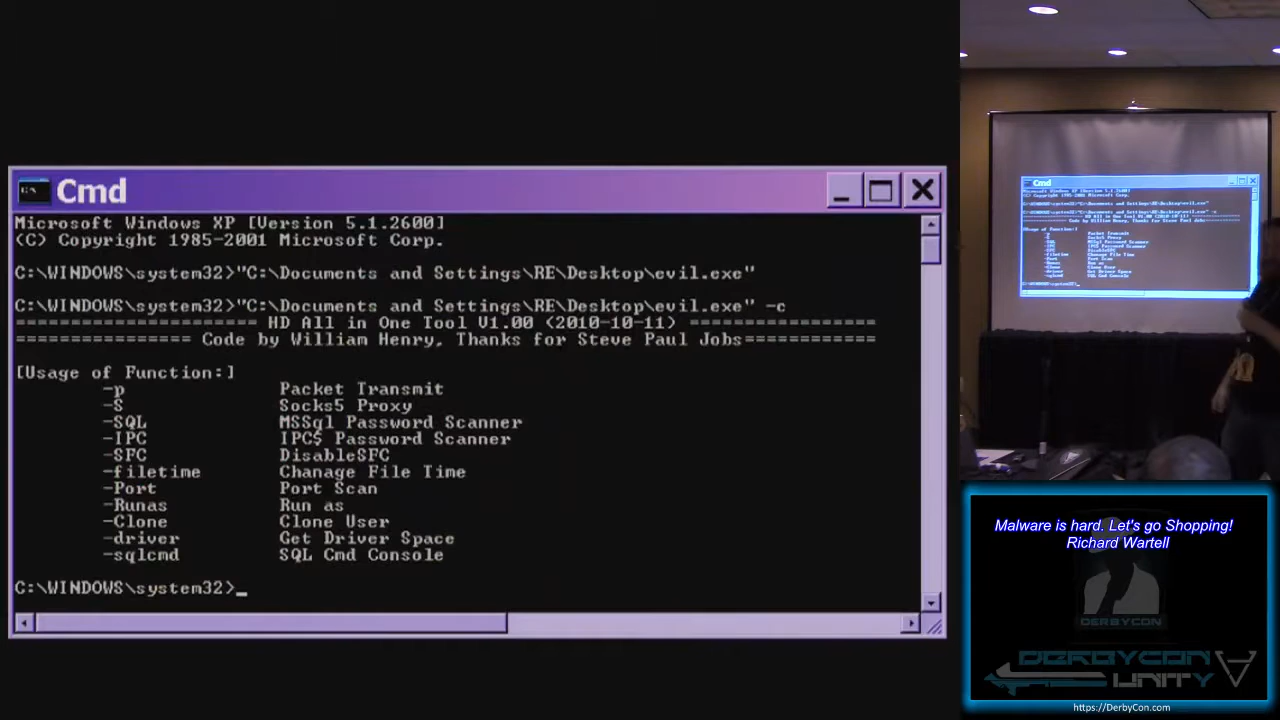 Cmd
Microsoft Windows XP [Version 5.1.2600]
(C) Copyright 1985-2001 Microsoft Corp.
C:\WINDOWS\system32>"C:\Documents and Settings\RE\Desktop\evil.exe"
C:\WINDOWS\system32>"C:\Documents and Settings\RE\Desktop\evil.exe" -c
====================== HD All in One Tool V1.00 (2010-10-11) =================
================ Code by William Henry, Thanks for Steve Paul Jobs============
[Usage of Function:]
-p Packet Transmit
-S Socks5 Proxy
-SQL MSSql Password Scanner
-IPC IPC$ Password Scanner
-SFC DisableSFC
-filetime Chanage File Time
-Port Port Scan
-Runas Run as
-Clone Clone User
-driver Get Driver Space
-sqlcmd SQL Cmd Console
C:\WINDOWS\system32>_
Malware is hard. Let's go Shopping!
Richard Wartell
DERBYCON
DERBYCON
UNITY
https://DerbyCon.com